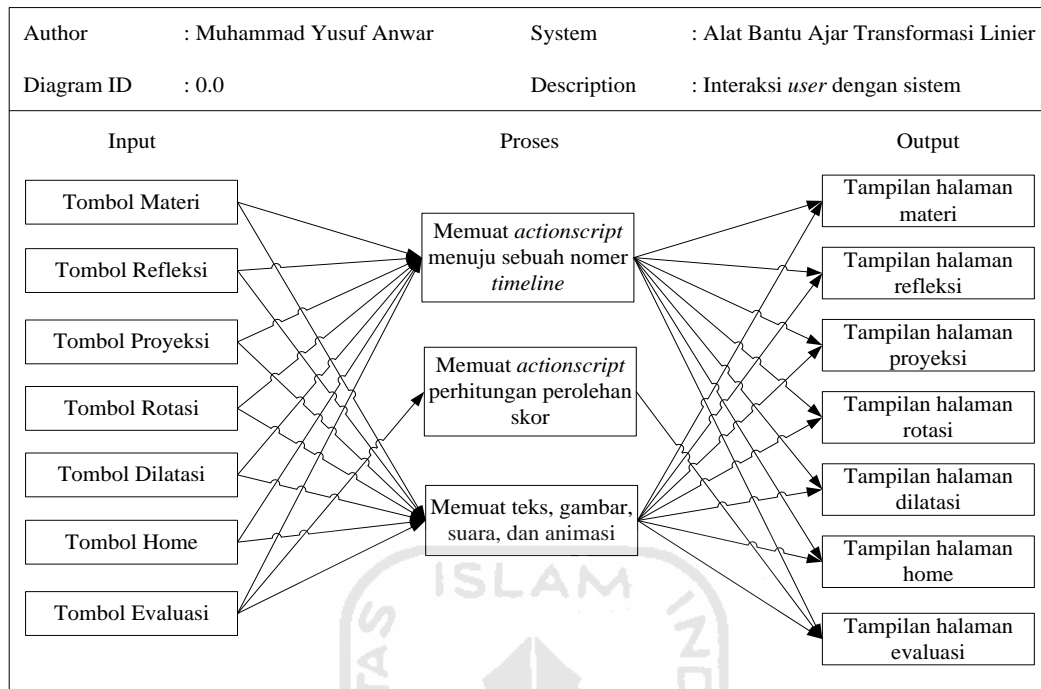 Author : Muhammad Yusuf Anwar System : Alat Bantu Ajar Transformasi Linier
Diagram ID : 0.0 Description : Interaksi user dengan sistem
Input Proses Output
Tombol Materi
Tombol Refleksi
Tombol Proyeksi
Tombol Rotasi
Tombol Dilatasi
Tombol Home
Tombol Evaluasi
Memuat actionscript
menuju sebuah nomer
timeline
Memuat actionscript
perhitungan perolehan
skor
Memuat teks, gambar,
suara, dan animasi
Tampilan halaman
materi
Tampilan halaman
refleksi
Tampilan halaman
proyeksi
Tampilan halaman
rotasi
Tampilan halaman
dilatasi
Tampilan halaman
home
Tampilan halaman
evaluasi
ISLAM